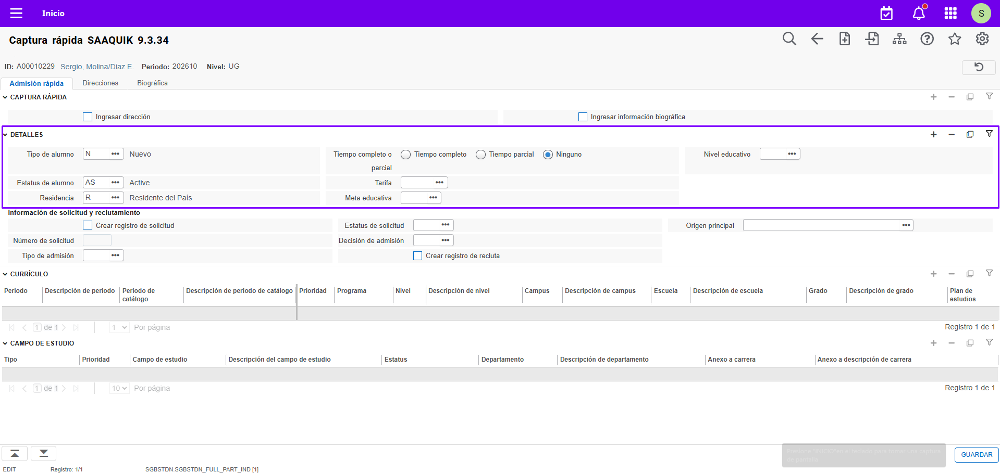 Inicio
S
Captura rápida SAAQUIK 9.3.34
ID: A00010229 Sergio, Molina/Diaz E. Periodo: 202610 Nivel: UG
Admisión rápida Direcciones Biográfica
CAPTURA RÁPIDA
Ingresar dirección Ingresar información biográfica
DETALLES
Tipo de alumno N ••• Nuevo Tiempo completo o parcial Tiempo completo Tiempo parcial Ninguno Nivel educativo •••
Estatus de alumno AS ••• Active Tarifa •••
Residencia R ••• Residente del País Meta educativa •••
Información de solicitud y reclutamiento
Crear registro de solicitud Estatus de solicitud ••• Origen principal •••
Número de solicitud Decisión de admisión •••
Tipo de admisión ••• Crear registro de recluta
CURRÍCULO
Periodo Descripción de periodo Periodo de catálogo Descripción de periodo de catálogo Prioridad Programa Nivel Descripción de nivel Campus Descripción de campus Escuela Descripción de escuela Grado Descripción de grado Plan de estudios
1 de 1 1 Por página Registro 1 de 1
CAMPO DE ESTUDIO
Tipo Prioridad Campo de estudio Descripción del campo de estudio Estatus Departamento Descripción de departamento Anexo a carrera Anexo a descripción de carrera
1 de 1 10 Por página Registro 1 de 1
Presione "INICIO" en el teclado para tomar una captura
de pantalla
GUARDAR
EDIT Registro: 1/1 SGBSTDN.SGBSTDN_FULL_PART_IND [1]